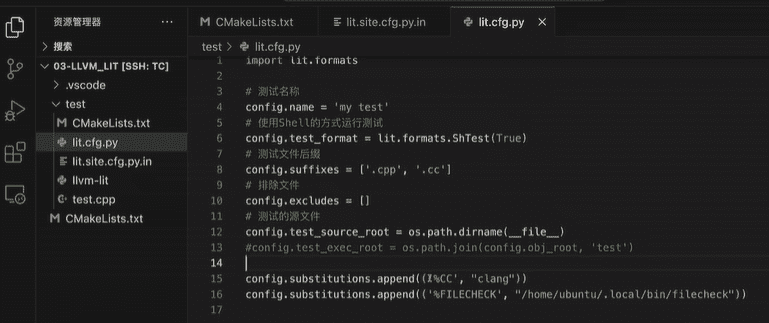 资源管理器
CMakeLists.txt
lit.site.cfg.py.in
lit.cfg.py
搜索
test > lit.cfg.py
03-LLVM_LIT [SSH: TC]
.vscode
test
CMakeLists.txt
lit.cfg.py
lit.site.cfg.py.in
llvm-lit
test.cpp
CMakeLists.txt
1 import lit.formats
2
3 # 测试名称
4 config.name = 'my test'
5 # 使用Shell的方式运行测试
6 config.test_format = lit.formats.ShTest(True)
7 # 测试文件后缀
8 config.suffixes = ['.cpp', '.cc']
9 # 排除文件
10 config.excludes = []
11 # 测试的源文件
12 config.test_source_root = os.path.dirname(__file__)
13 #config.test_exec_root = os.path.join(config.obj_root, 'test')
14
15 config.substitutions.append(('%CC', "clang"))
16 config.substitutions.append(('%FILECHECK', "/home/ubuntu/.local/bin/filecheck"))
17